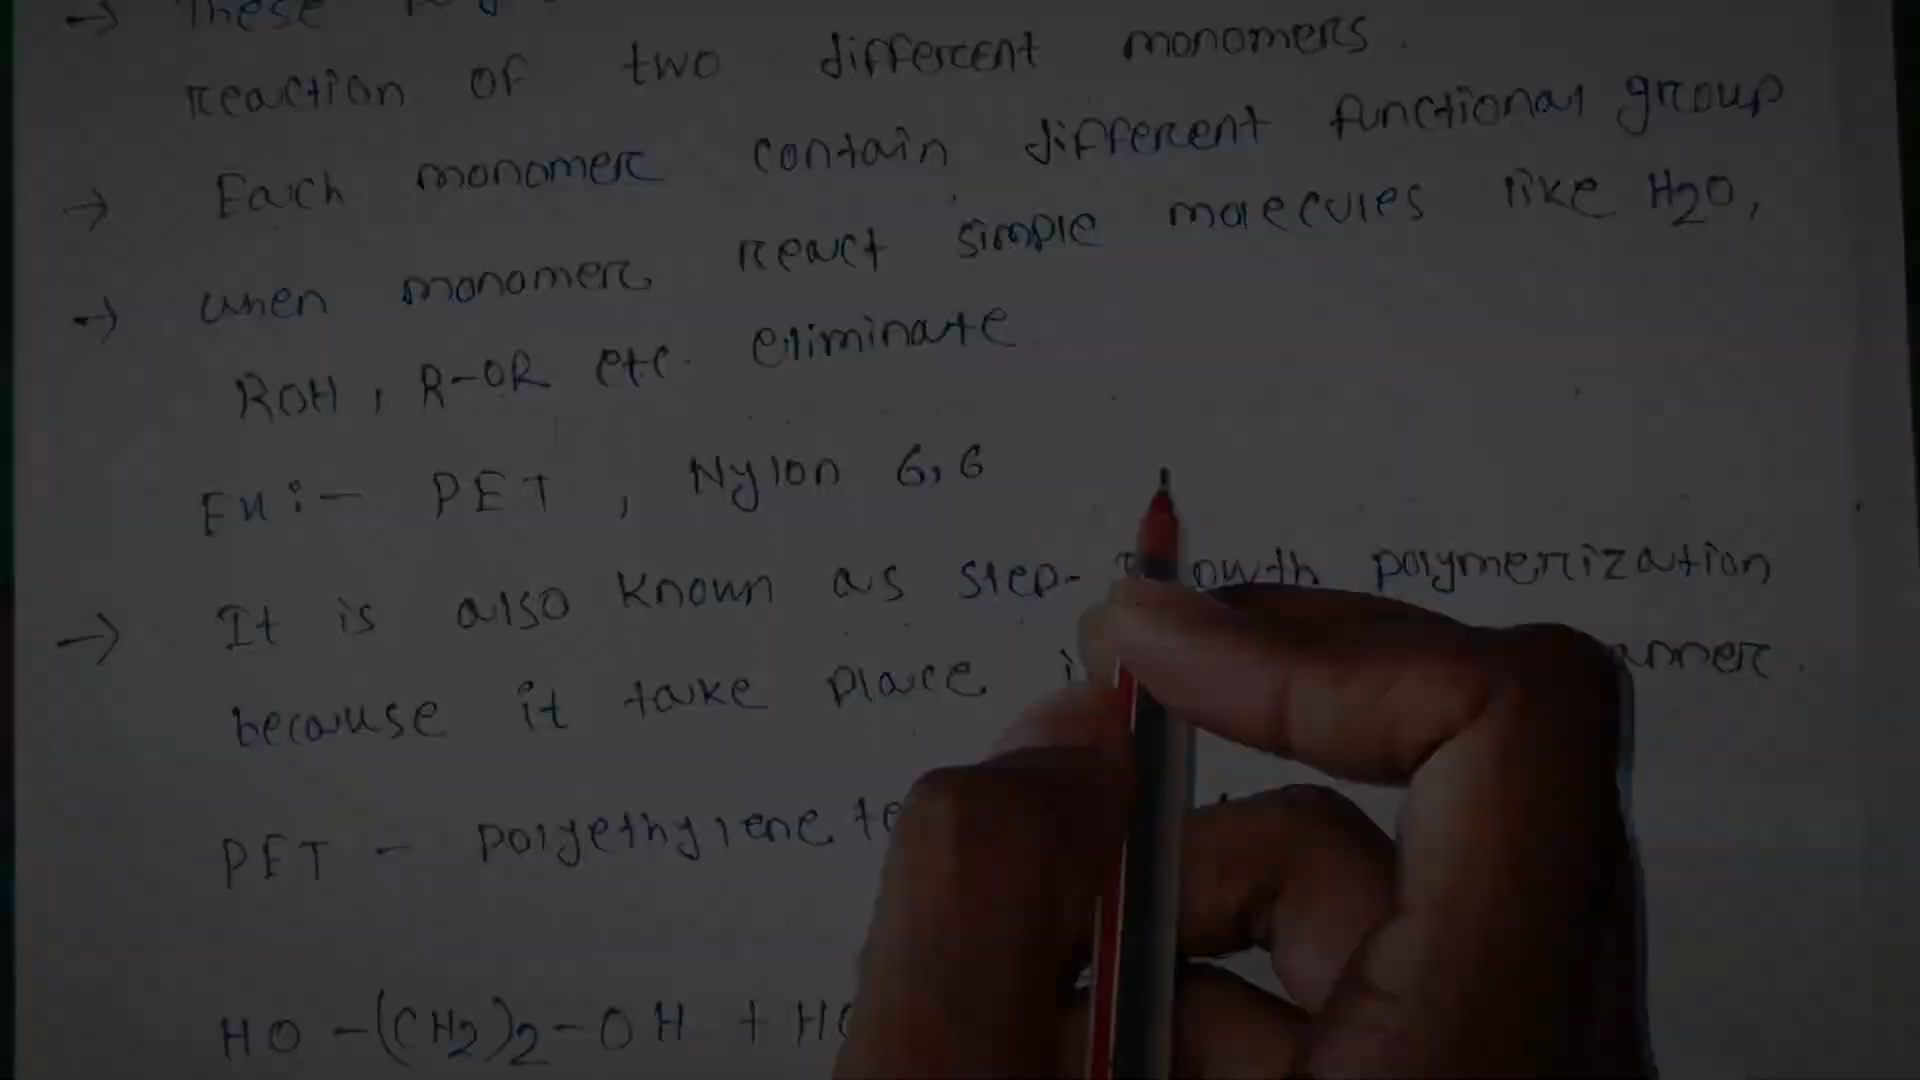 → These
reaction of two different monomers.
→ Each monomer contain different functional group
→ when monomer react simple molecules like H2O,
ROH, R-OR etc. eliminate
Ex:- PET, Nylon 6,6
→ It is also known as step- polymerization
because it take place
PET - polyethylene
HO-(CH2)2-OH + HO